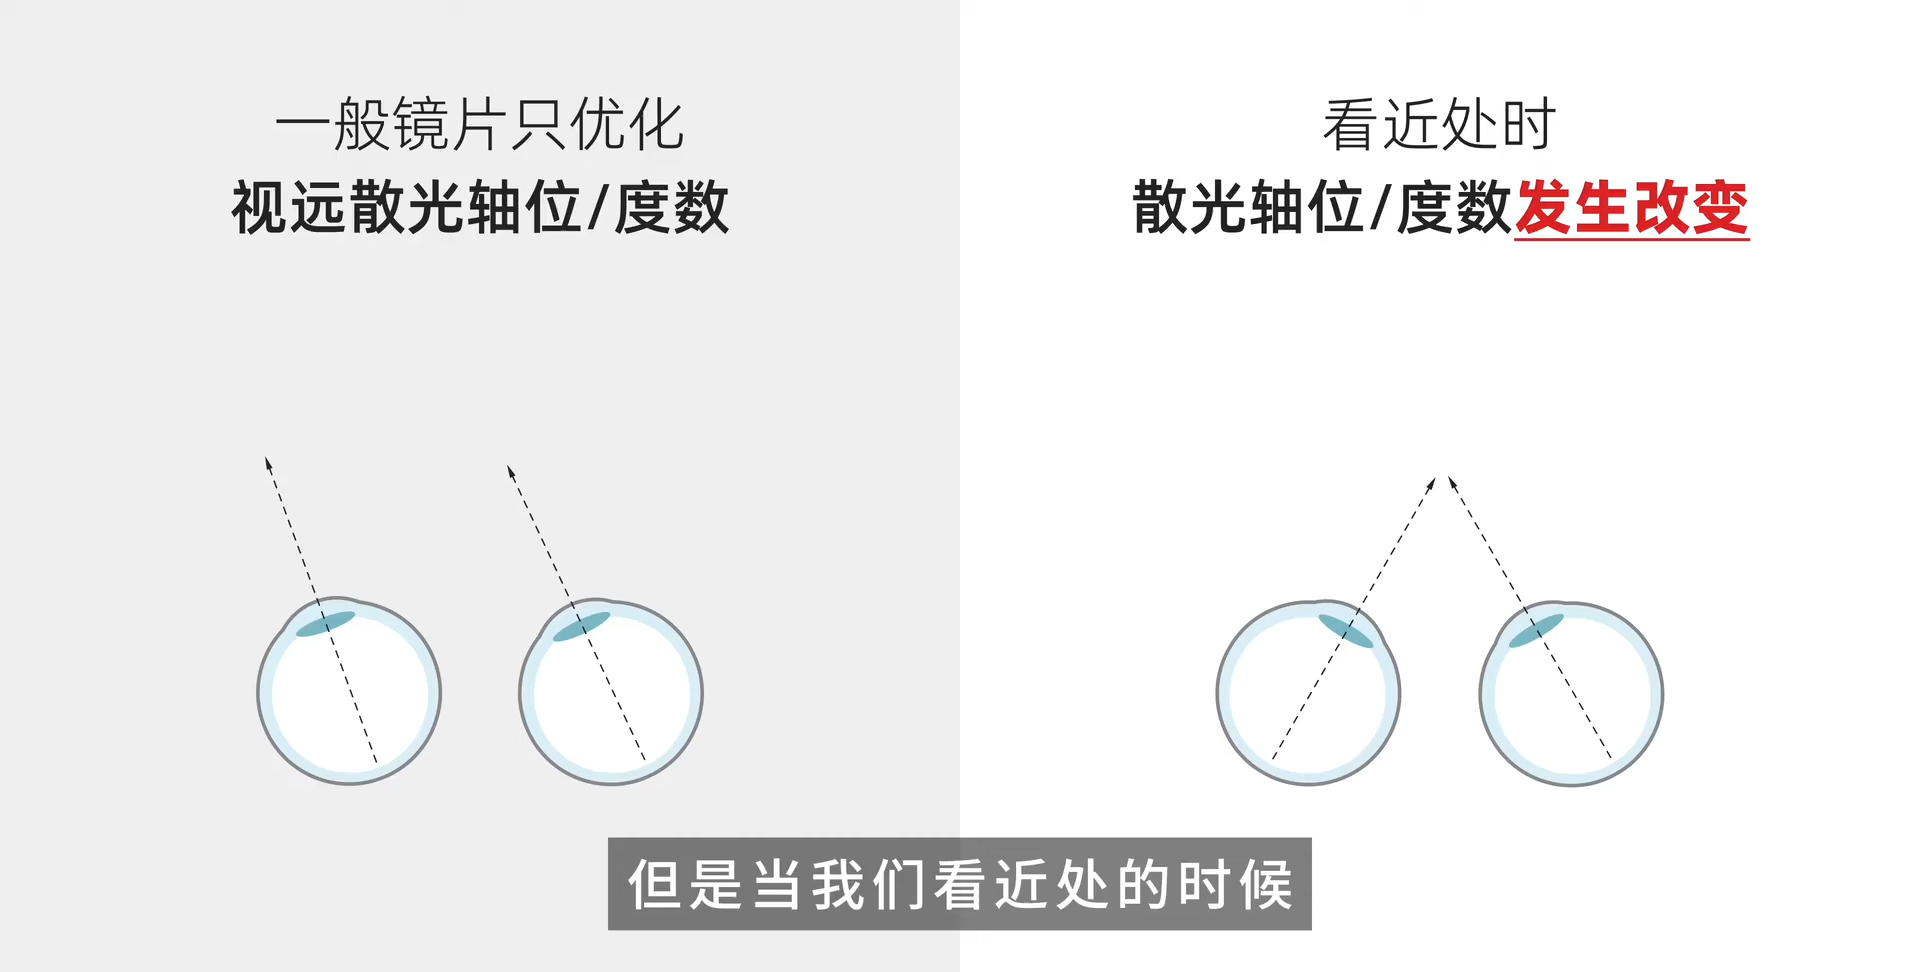 一般镜片只优化
视远散光轴位/度数
看近处时
散光轴位/度数发生改变
但是当我们看近处的时候